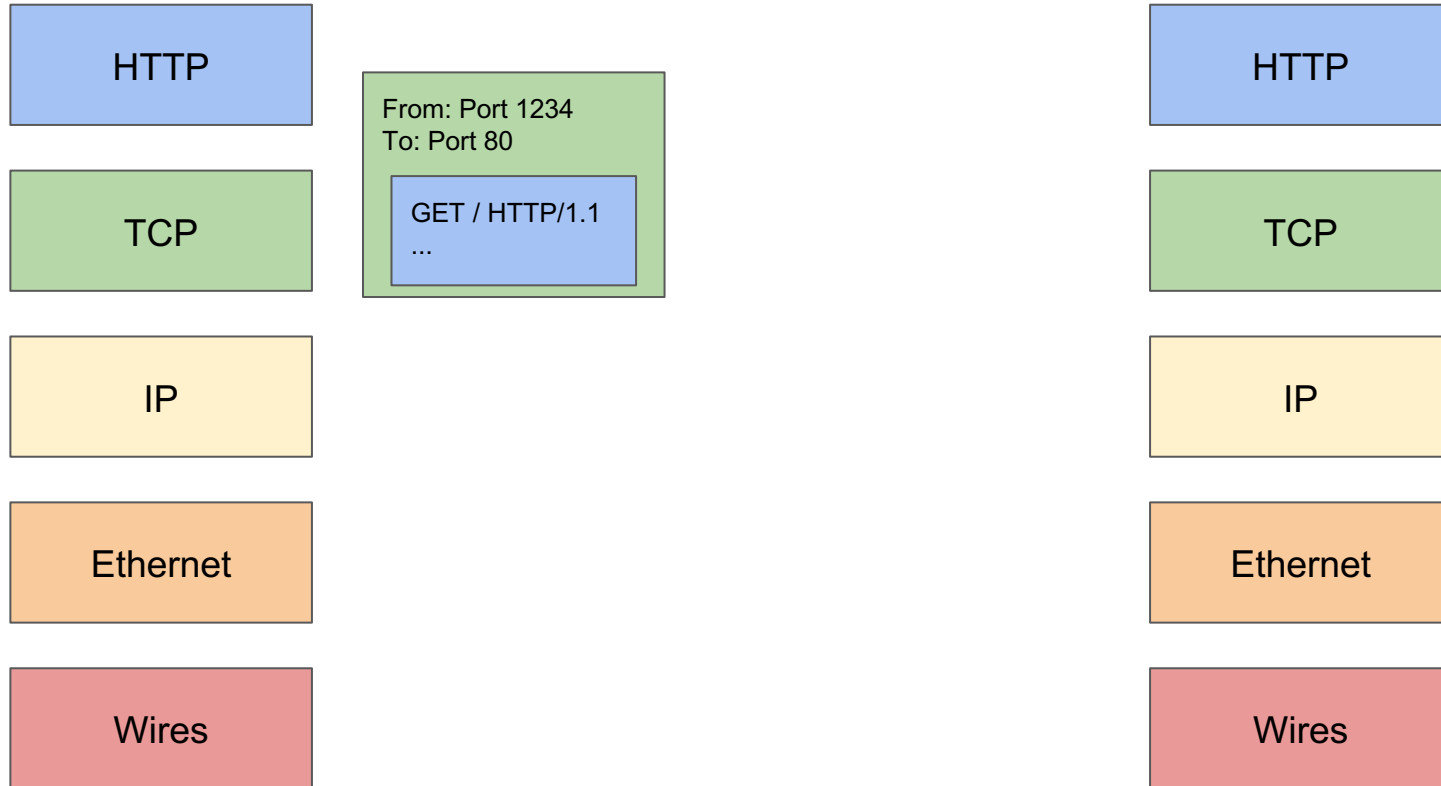 HTTP
From: Port 1234
To: Port 80
GET / HTTP/1.1
...
TCP
IP
Ethernet
Wires
HTTP
TCP
IP
Ethernet
Wires